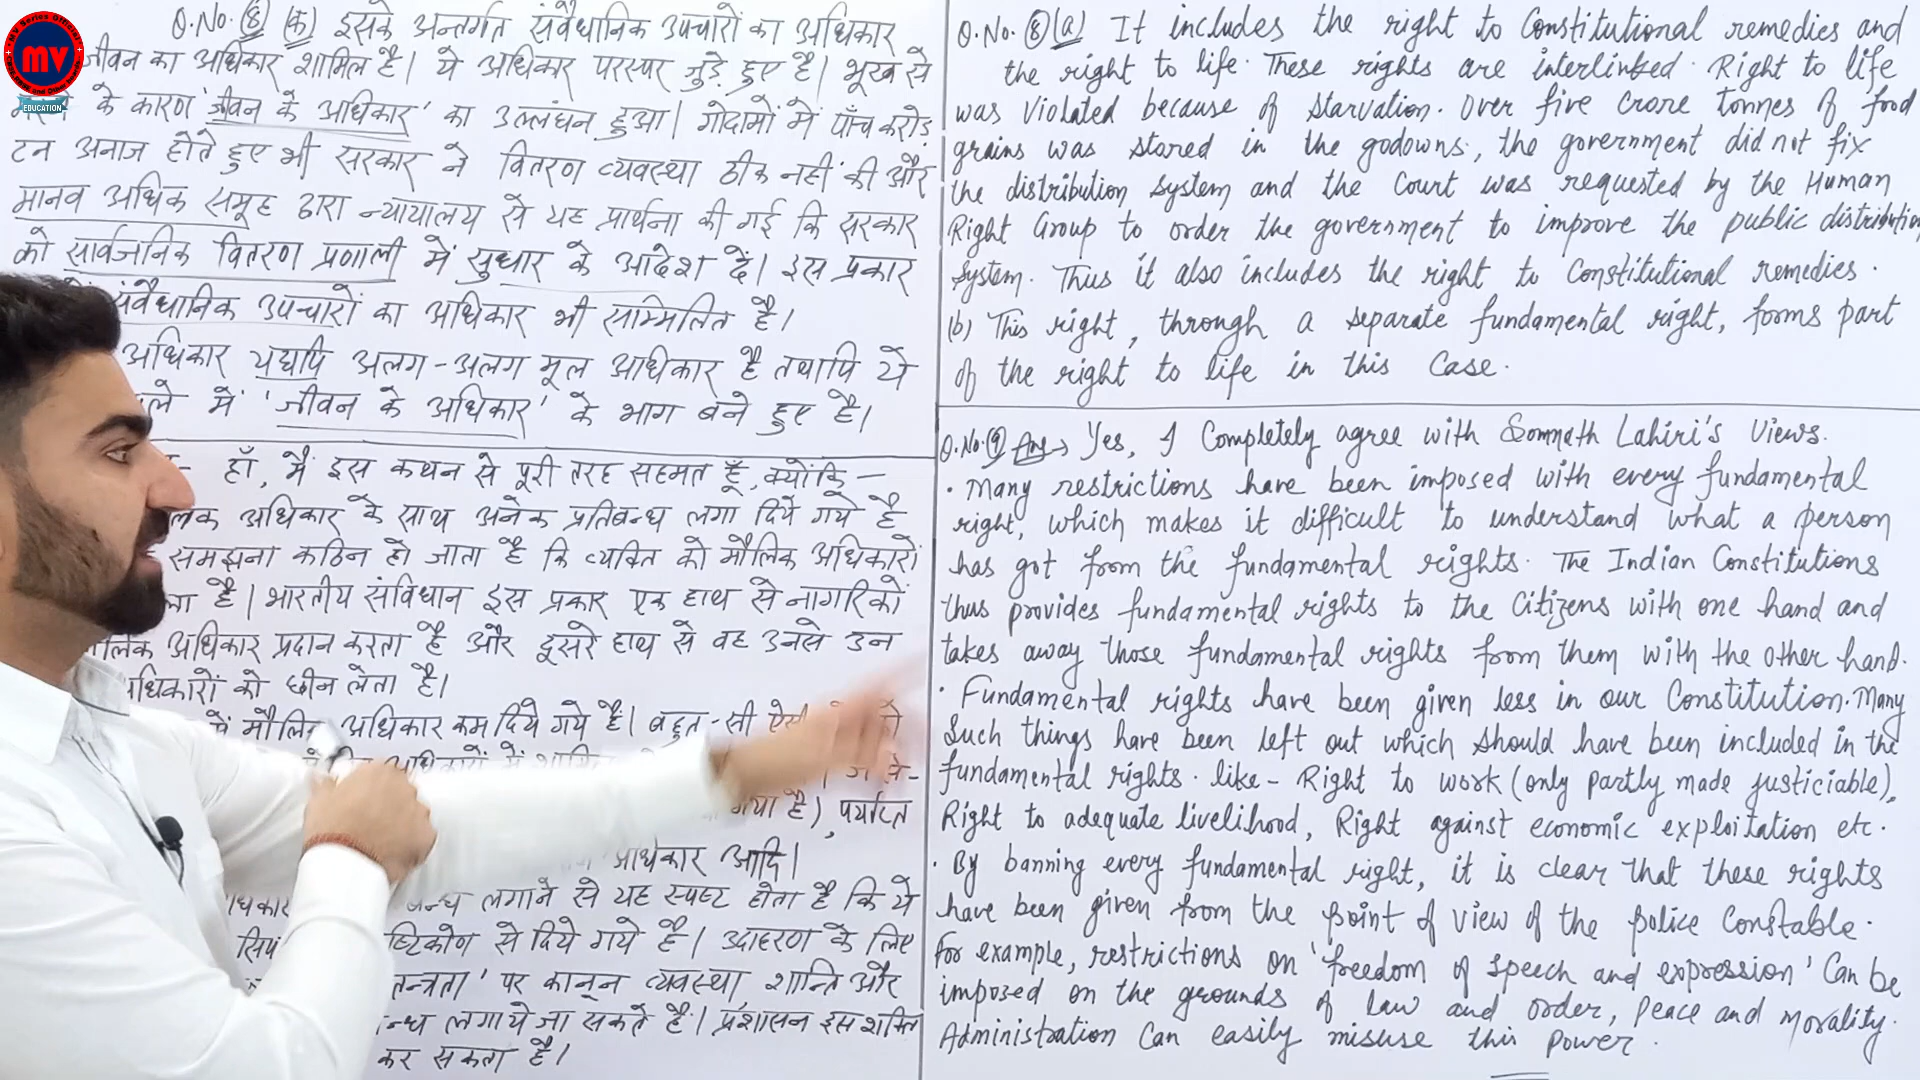 mv
EDUCATION
Q.No. (8) (क) इसके अन्तर्गत संवैधानिक उपचारों का अधिकार
जीवन का अधिकार शामिल है। ये अधिकार परस्पर जुड़े हुए है। भूख से
के कारण 'जीवन के अधिकार' का उल्लंघन हुआ। गोदामों में पाँच करोड़
टन अनाज होते हुए भी सरकार ने वितरण व्यवस्था ठीक नहीं की और
मानव अधिक समूह द्वारा न्यायालय से यह प्रार्थना की गई कि सरकार
को सार्वजनिक वितरण प्रणाली में सुधार के आदेश दें। इस प्रकार
संवैधानिक उपचारों का अधिकार भी सम्मिलित है।
अधिकार यद्यपि अलग-अलग मूल अधिकार है तथापि ये
में 'जीवन के अधिकार' के भाग बने हुए है।
हाँ, मैं इस कथन से पूरी तरह सहमत हूँ, क्योंकि -
अधिकार के साथ अनेक प्रतिबन्ध लगा दिये गये है
समझना कठिन हो जाता है कि व्यक्ति को मौलिक अधिकारों
है। भारतीय संविधान इस प्रकार एक हाथ से नागरिकों
अधिकार प्रदान करता है और दूसरे हाथ से वह उनसे उन
को छीन लेता है।
में मौलिक अधिकार कम दिये गये है। बहुत-सी
गया है), पर्याप्त
अधिकार आदि।
लगाने से यह स्पष्ट होता है कि ये
से दिये गये है। उदाहरण के लिए
पर कानून व्यवस्था, शान्ति और
लगाये जा सकते हैं। प्रशासन इस शक्ति
कर सकता है।
Q.No. (8) (a) It includes the right to Constitutional remedies and
the right to life. These rights are interlinked. Right to life
was violated because of starvation. Over five crore tonnes of food
grains was stored in the godowns, the government did not fix
the distribution system and the Court was requested by the Human
Right Group to order the government to improve the public distribution
system. Thus it also includes the right to Constitutional remedies.
(b) This right, through a separate fundamental right, forms part
of the right to life in this Case.
Q.No. (9) Ans → Yes, I Completely agree with Somnath Lahiri's Views.
• Many restrictions have been imposed with every fundamental
right, which makes it difficult to understand what a person
has got from the fundamental rights. The Indian Constitutions
thus provides fundamental rights to the Citizens with one hand and
takes away those fundamental rights from them with the other hand.
• Fundamental rights have been given less in our Constitution. Many
Such things have been left out which should have been included in the
fundamental rights. like - Right to work (only partly made justiciable),
Right to adequate livelihood, Right against economic exploitation etc.
• By banning every fundamental right, it is clear that these rights
have been given from the point of view of the police Constable.
For example, restrictions on 'freedom of speech and expression' Can be
imposed on the grounds of law and order, Peace and Morality.
Administration Can easily misuse this Power.